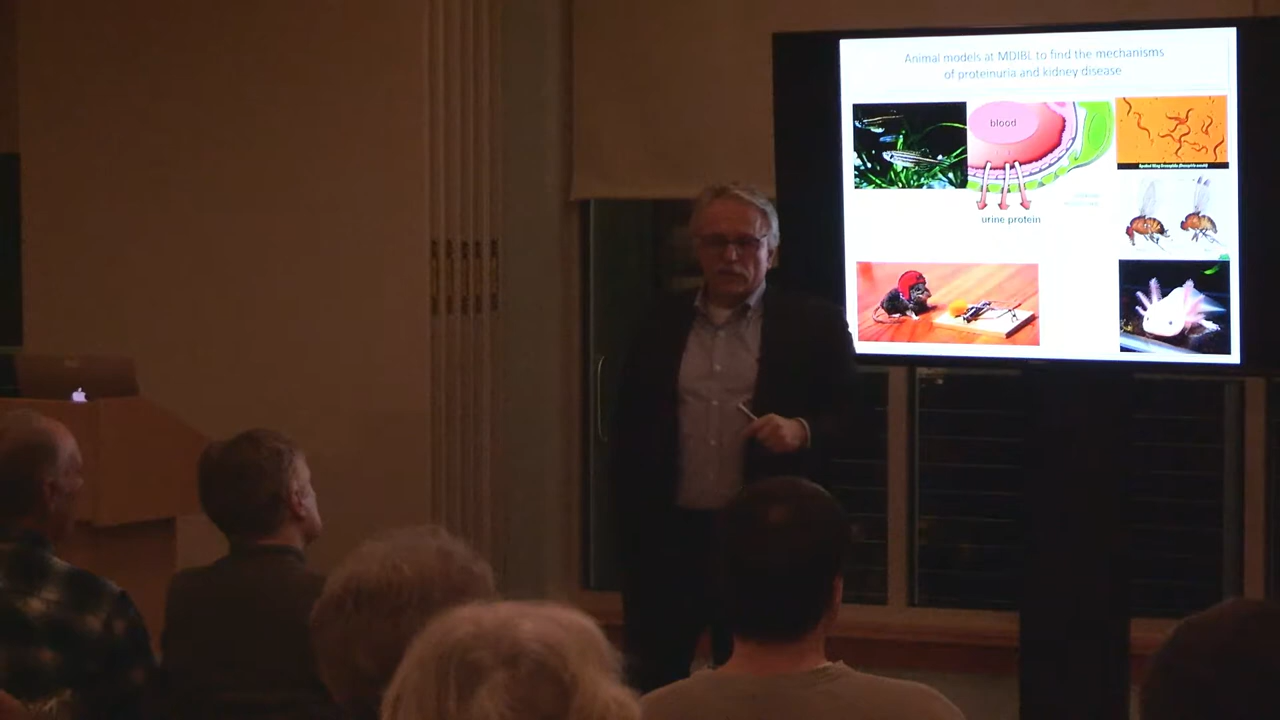 Animal models at MDIBL to find the mechanisms
of proteinuria and kidney disease
blood
urine protein